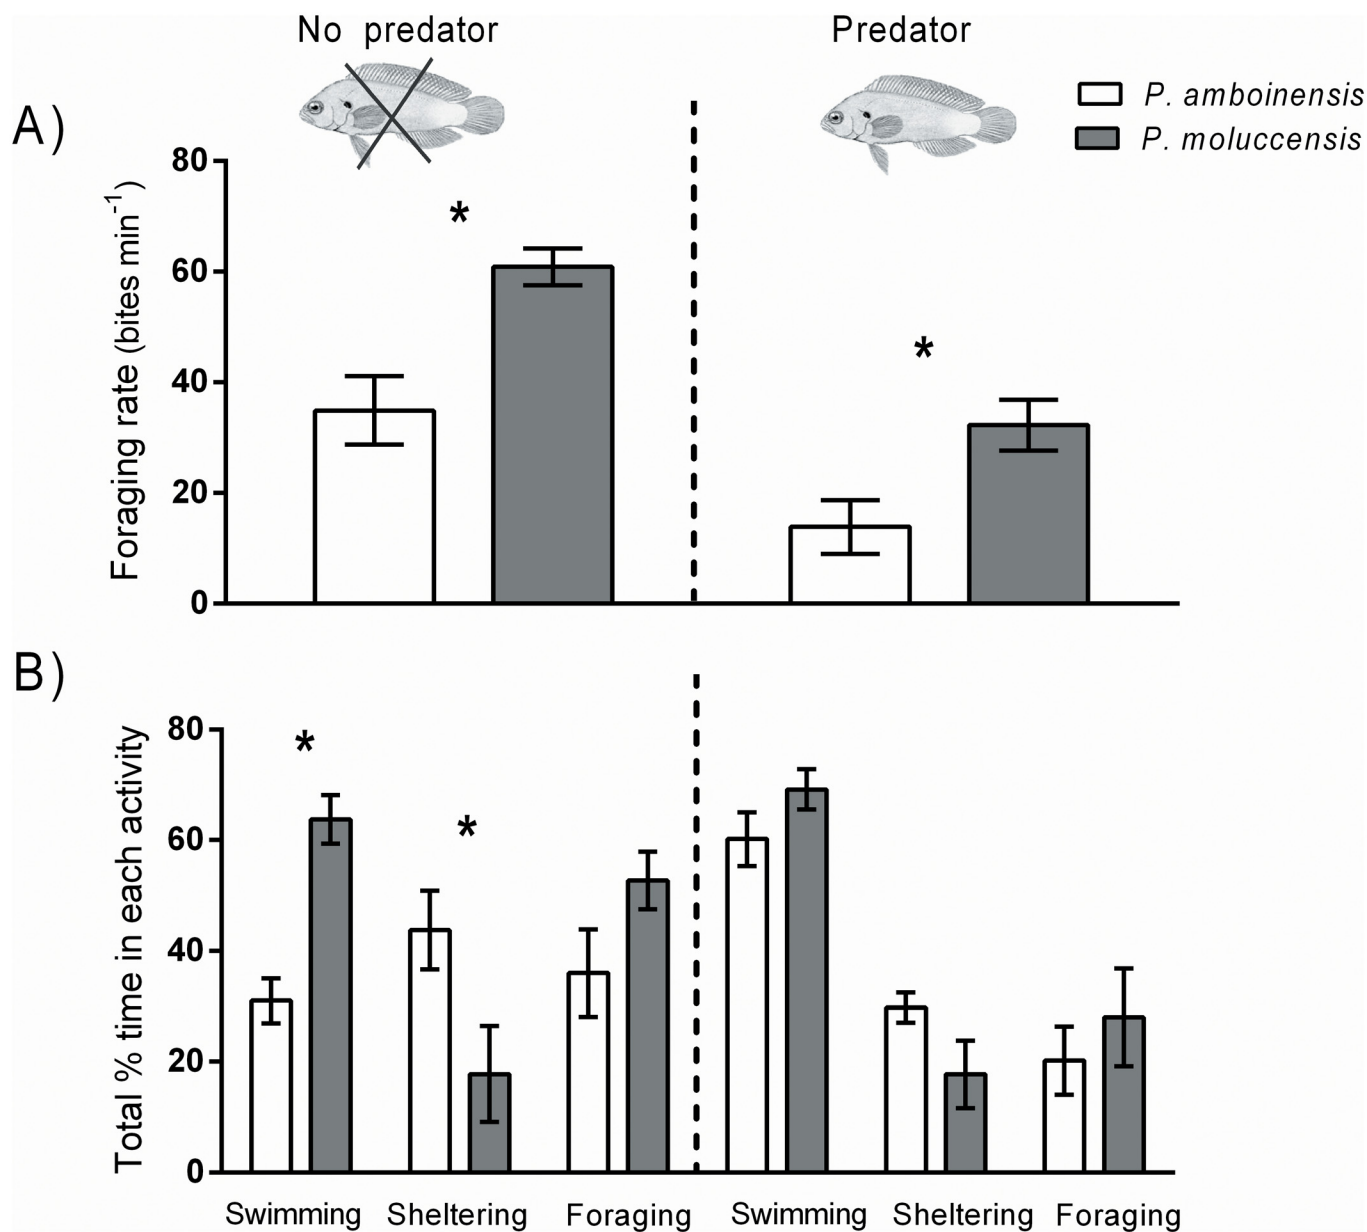 No predator
Predator
P. amboinensis
P. moluccensis
A)
Foraging rate (bites min-1)
80
60
40
20
0
*
*
B)
Total % time in each activity
80
60
40
20
0
*
*
Swimming Sheltering Foraging Swimming Sheltering Foraging